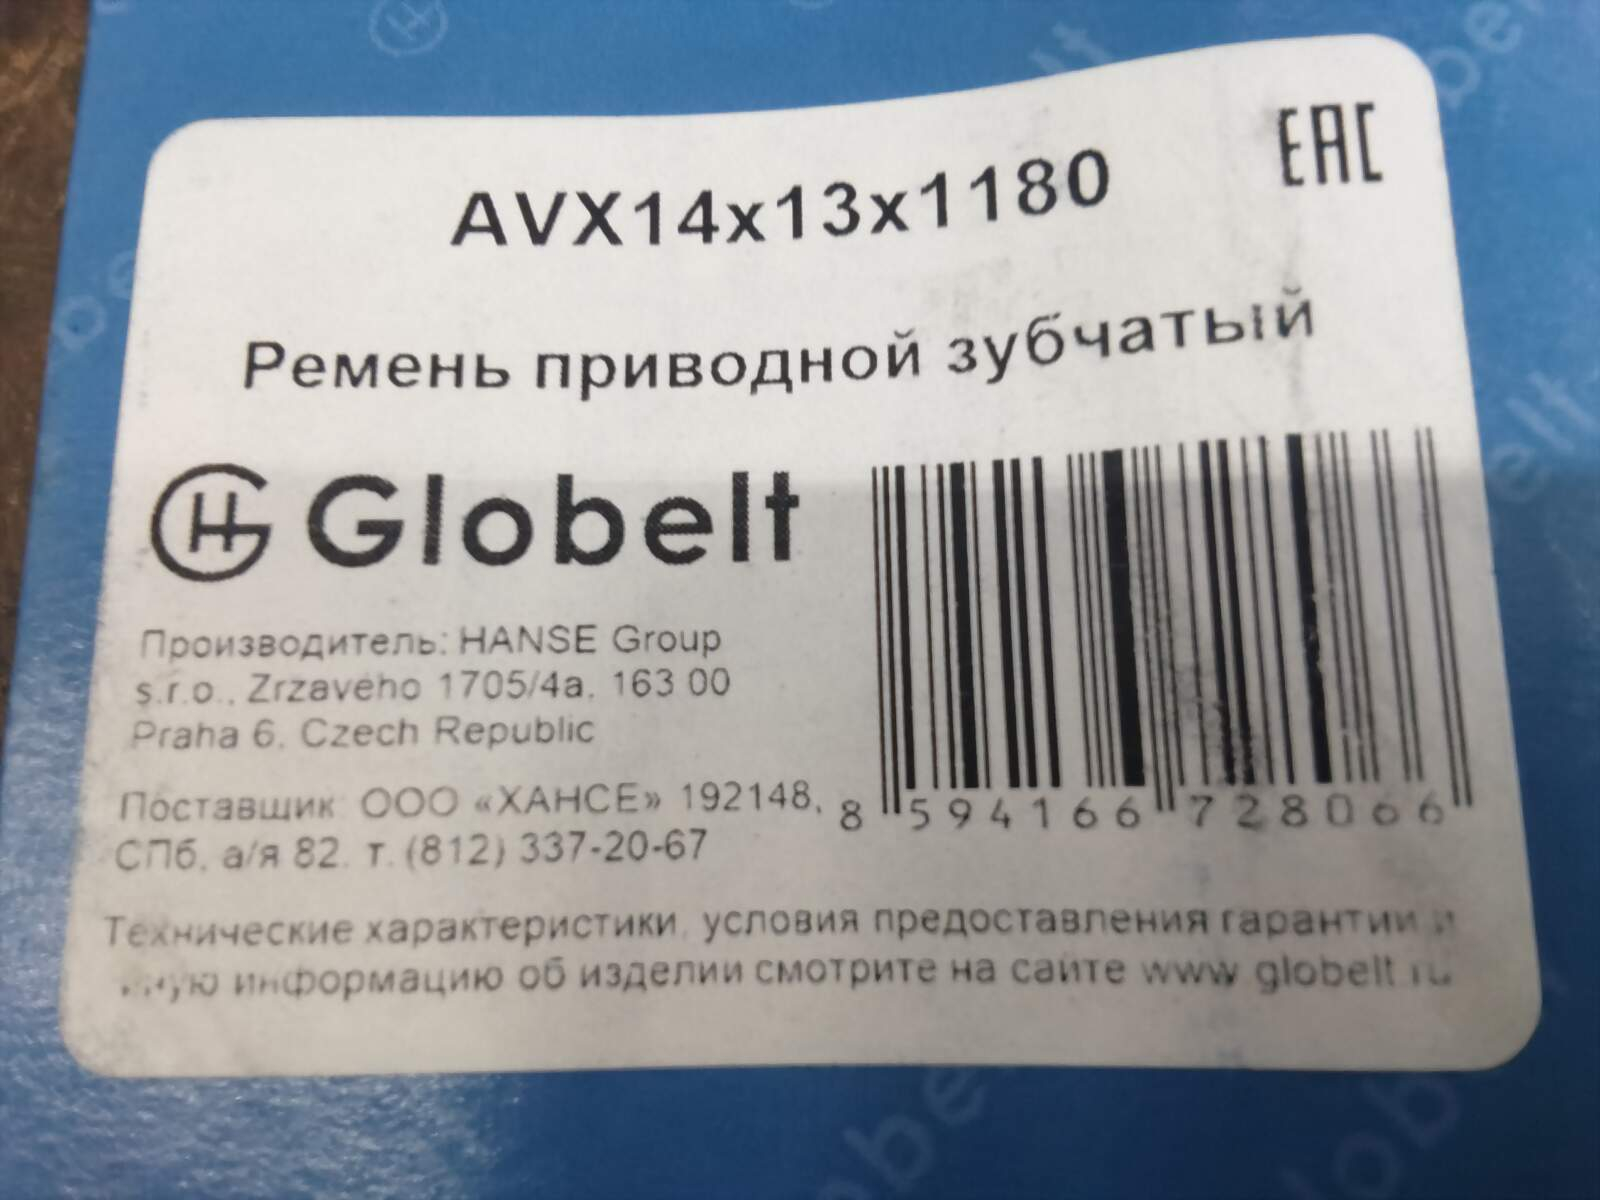 EAC
AVX14x13x1180
Ремень приводной зубчатый
Globelt
Производитель: HANSE Group
s.r.o., Zrzaveho 1705/4a, 163 00
Praha 6, Czech Republic
Поставщик: ООО «ХАНСЕ» 192148,
СПб, а/я 82. т. (812) 337-20-67
8 594166 728066
Технические характеристики, условия предоставления гарантии и
информацию об изделии смотрите на сайте www.globelt.ru